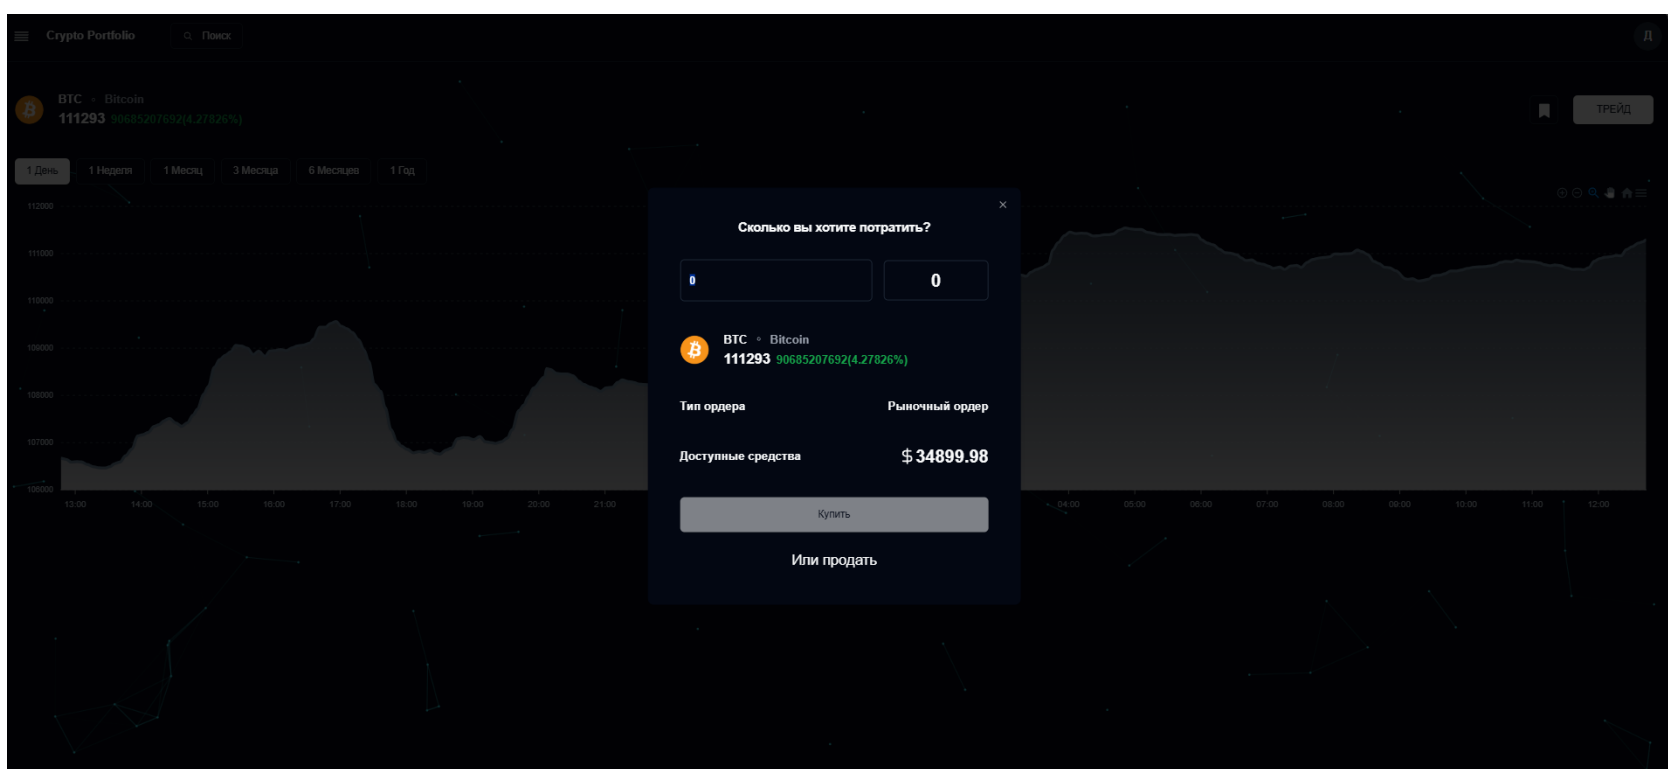 Crypto Portfolio
Поиск
Д
BTC Bitcoin
111293 90685207692(4.27826%)
ТРЕЙД
1 День
1 Неделя
1 Месяц
3 Месяца
6 Месяцев
1 Год
112000
111000
110000
109000
108000
107000
106000
13:00 14:00 15:00 16:00 17:00 18:00 19:00 20:00 21:00 04:00 05:00 06:00 07:00 08:00 09:00 10:00 11:00 12:00
×
Сколько вы хотите потратить?
0 0
BTC Bitcoin
111293 90685207692(4.27826%)
Тип ордера Рыночный ордер
Доступные средства $34899.98
Купить
Или продать